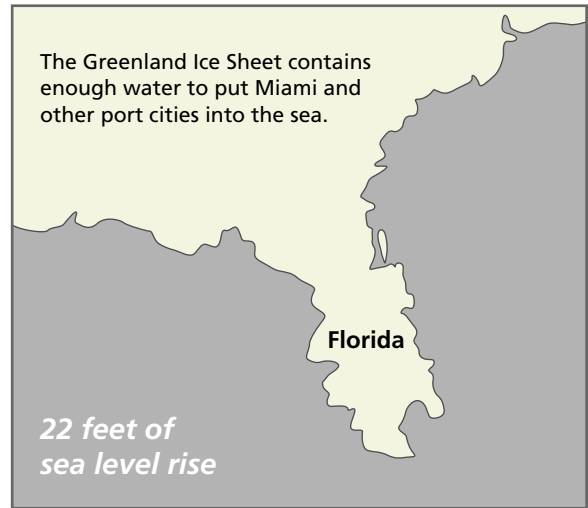 The Greenland Ice Sheet contains
enough water to put Miami and
other port cities into the sea.
Florida
22 feet of
sea level rise